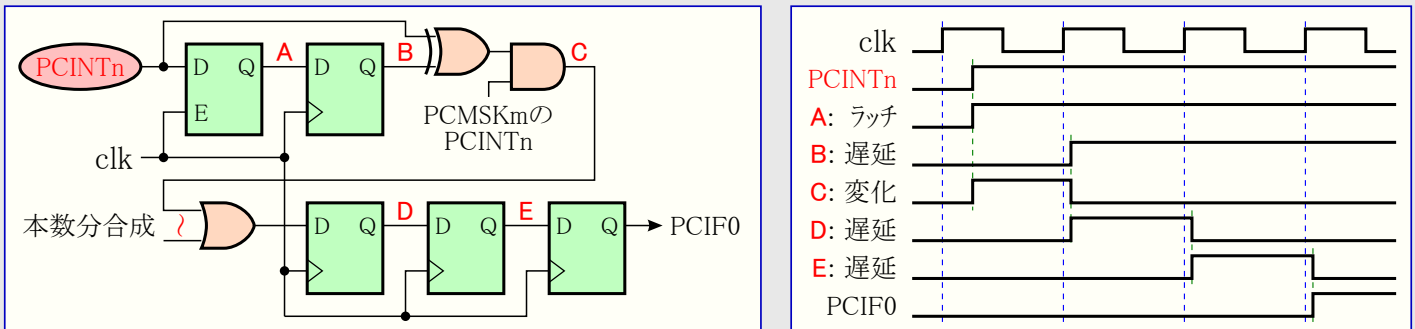 PCINTn
D Q
E
A
D Q
B
C
PCMSKmの
PCINTn
clk
本数分合成
D Q
D
D Q
E
D Q
PCIF0
clk
PCINTn
A: ラッチ
B: 遅延
C: 変化
D: 遅延
E: 遅延
PCIF0